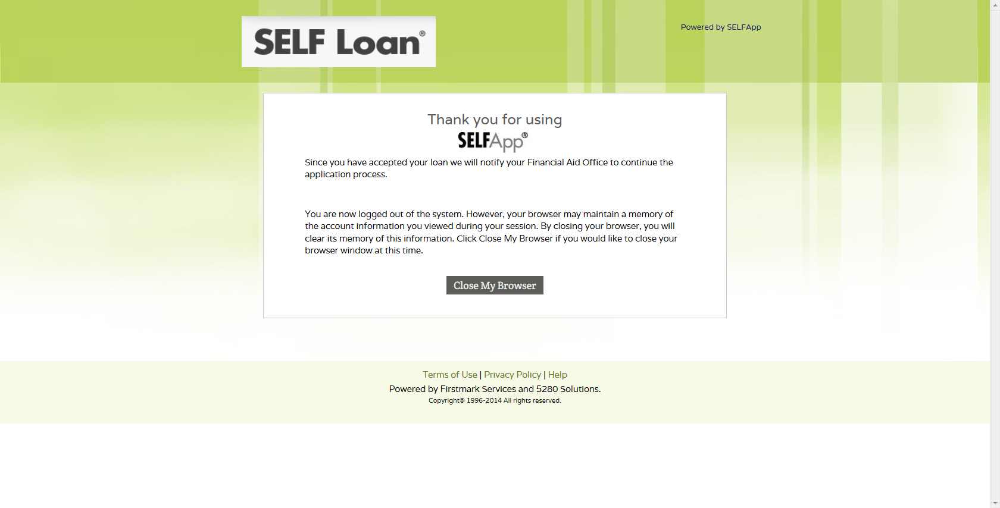 SELF Loan®
Powered by SELFApp
Thank you for using
SELFApp®
Since you have accepted your loan we will notify your Financial Aid Office to continue the
application process.
You are now logged out of the system. However, your browser may maintain a memory of
the account information you viewed during your session. By closing your browser, you will
clear its memory of this information. Click Close My Browser if you would like to close your
browser window at this time.
Close My Browser
Terms of Use | Privacy Policy | Help
Powered by Firstmark Services and 5280 Solutions.
Copyright© 1996-2014 All rights reserved.